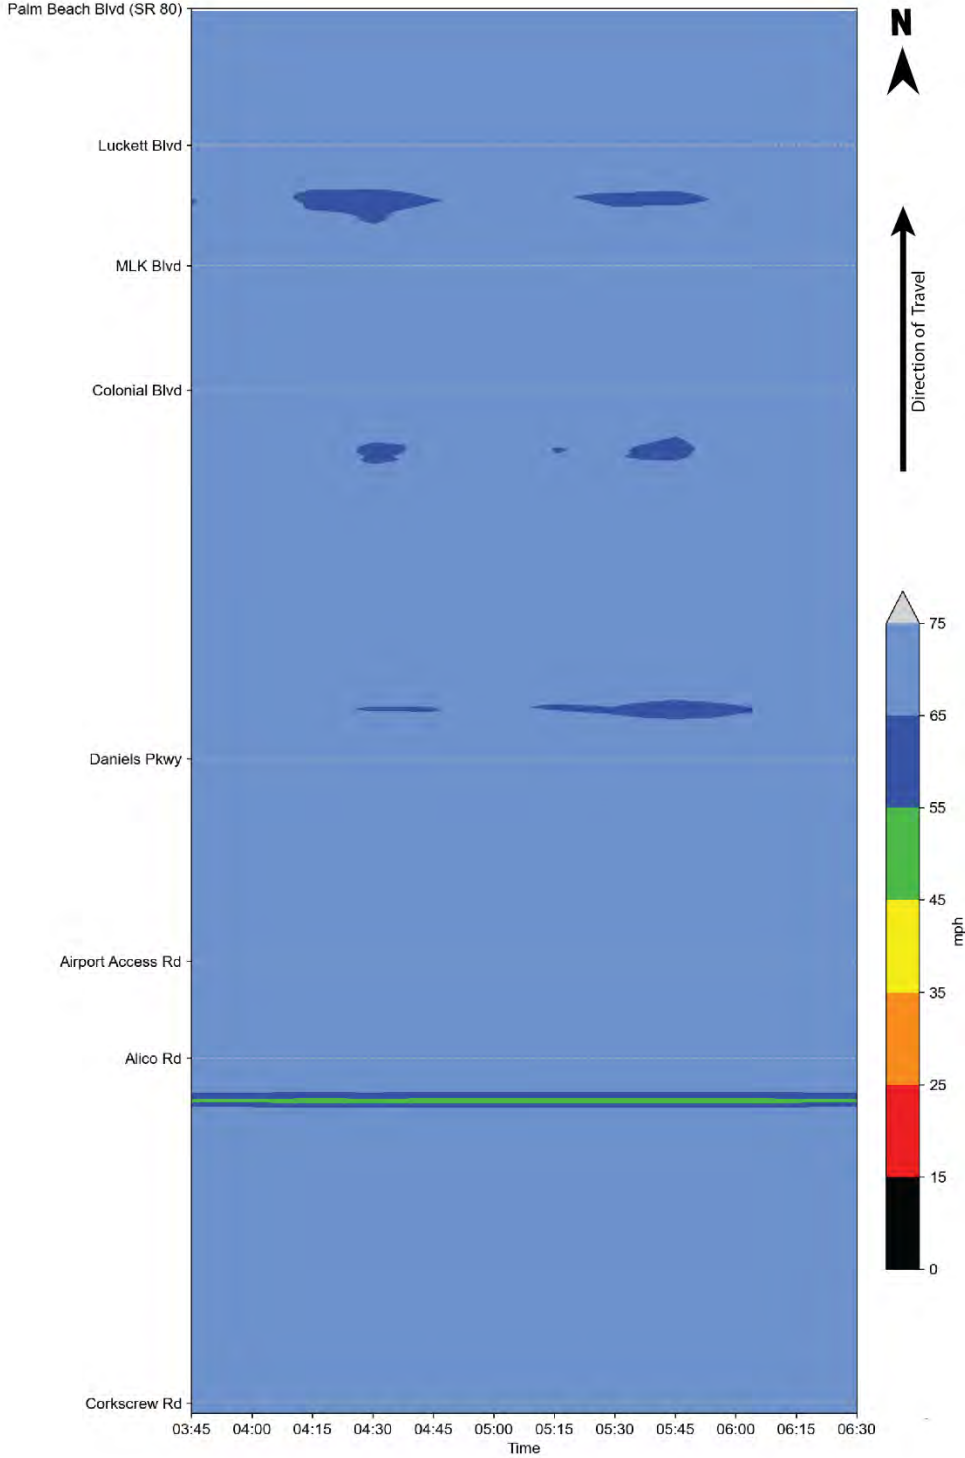 Palm Beach Blvd (SR 80)
N
Luckett Blvd
MLK Blvd
Direction of Travel
Colonial Blvd
75
65
Daniels Pkwy
55
45
mph
Airport Access Rd
35
Alico Rd
25
15
0
Corkscrew Rd
03:45 04:00 04:15 04:30 04:45 05:00 05:15 05:30 05:45 06:00 06:15 06:30
Time